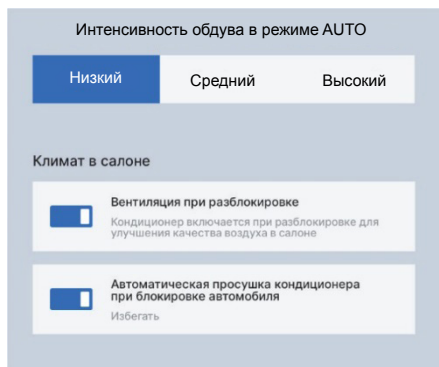 Интенсивность обдува в режиме AUTO
Низкий
Средний
Высокий
Климат в салоне
Вентиляция при разблокировке
Кондиционер включается при разблокировке для
улучшения качества воздуха в салоне
Автоматическая просушка кондиционера
при блокировке автомобиля
Избегать